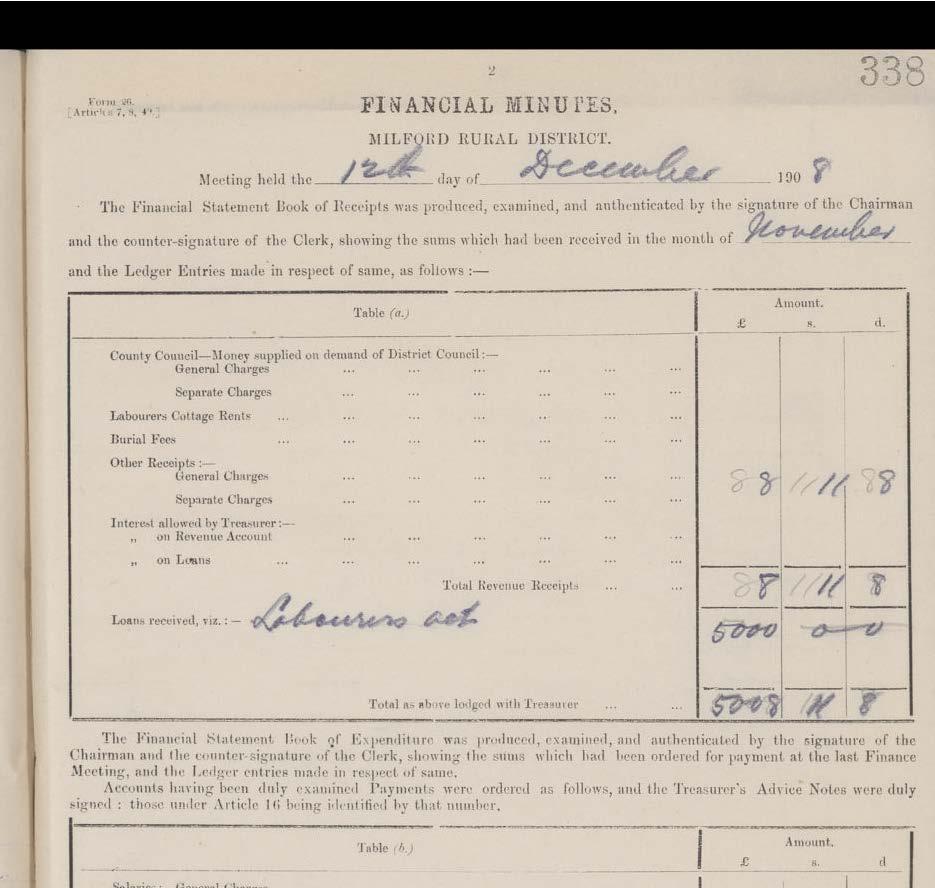 338
2
Form 26.
[Articles 7, 8, 49.]
FINANCIAL MINUTES.
MILFORD RURAL DISTRICT.
Meeting held the 12th day of December 1908
The Financial Statement Book of Receipts was produced, examined, and authenticated by the signature of the Chairman
and the counter-signature of the Clerk, showing the sums which had been received in the month of November
and the Ledger Entries made in respect of same, as follows :—
Table (a.) Amount.
£ s. d.
County Council—Money supplied on demand of District Council :—
General Charges ... ... ... ... ... ...
Separate Charges ... ... ... ... ... ...
Labourers Cottage Rents ... ... ... ... ... ... ...
Burial Fees ... ... ... ... ... ... ...
Other Receipts :—
General Charges ... ... ... ... ... ... 8 11 8
Separate Charges ... ... ... ... ... ...
Interest allowed by Treasurer :—
„ on Revenue Account ... ... ... ... ... ...
„ on Loans ... ... ... ... ... ... ...
Total Revenue Receipts ... ... 8 11 8
Loans received, viz. : — Labourers act 5000 0 0
Total as above lodged with Treasurer ... ... 5008 11 8
The Financial Statement Book of Expenditure was produced, examined, and authenticated by the signature of the
Chairman and the counter-signature of the Clerk, showing the sums which had been ordered for payment at the last Finance
Meeting, and the Ledger entries made in respect of same.
Accounts having been duly examined Payments were ordered as follows, and the Treasurer's Advice Notes were duly
signed : those under Article 16 being identified by that number.
Table (b.) Amount.
£ s. d
Salaries: General Charges